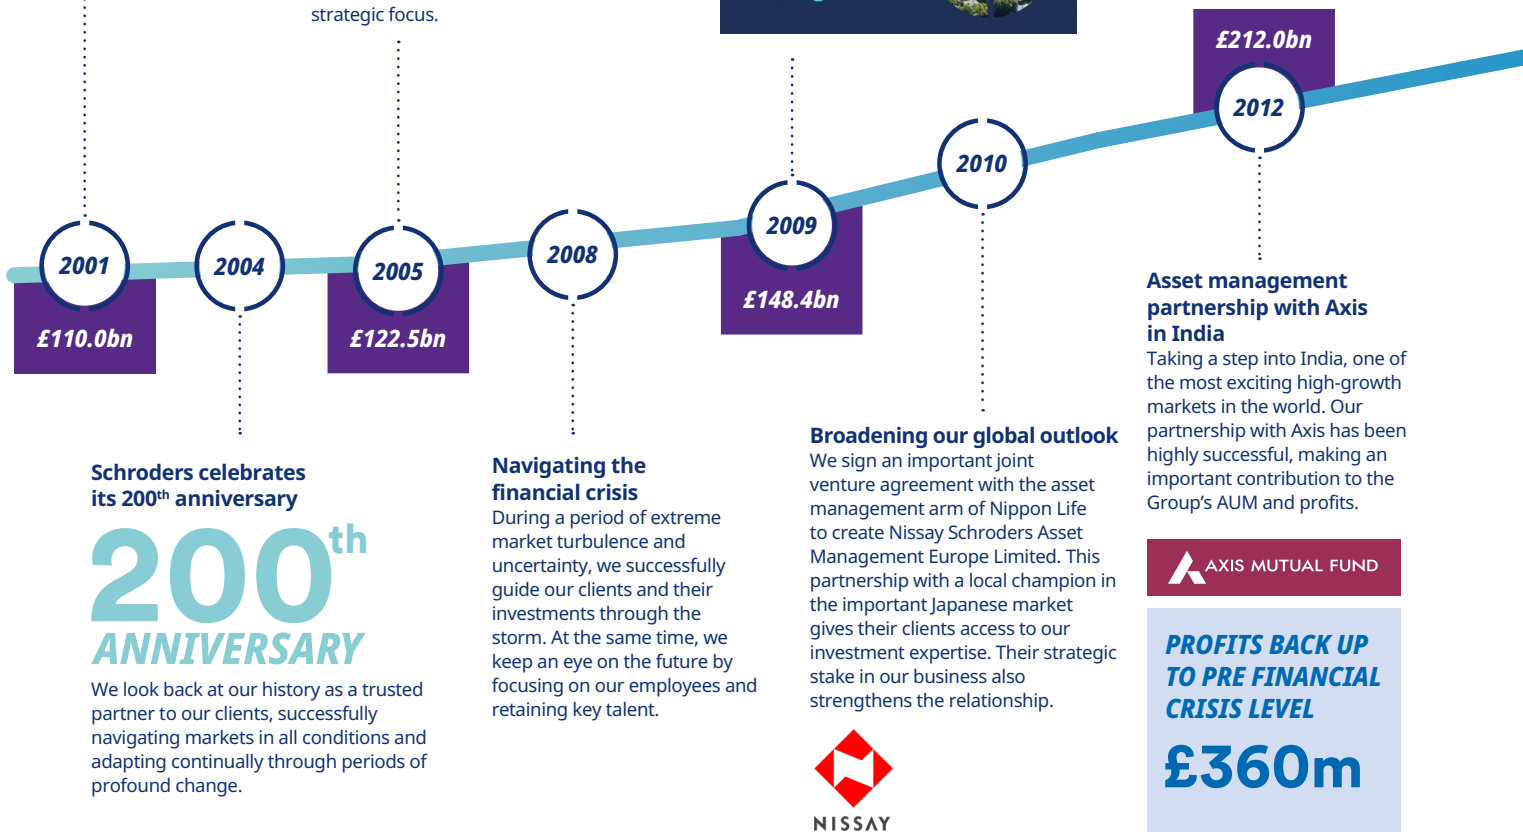 strategic focus.
£212.0bn
2012
2010
2009
2001
2004
2005
2008
£148.4bn
£110.0bn
£122.5bn
Asset management
partnership with Axis
in India
Taking a step into India, one of
the most exciting high-growth
markets in the world. Our
partnership with Axis has been
highly successful, making an
important contribution to the
Group’s AUM and profits.
AXIS MUTUAL FUND
PROFITS BACK UP
TO PRE FINANCIAL
CRISIS LEVEL
£360m
Broadening our global outlook
We sign an important joint
venture agreement with the asset
management arm of Nippon Life
to create Nissay Schroders Asset
Management Europe Limited. This
partnership with a local champion in
the important Japanese market
gives their clients access to our
investment expertise. Their strategic
stake in our business also
strengthens the relationship.
NISSAY
Navigating the
financial crisis
During a period of extreme
market turbulence and
uncertainty, we successfully
guide our clients and their
investments through the
storm. At the same time, we
keep an eye on the future by
focusing on our employees and
retaining key talent.
Schroders celebrates
its 200th anniversary
200th
ANNIVERSARY
We look back at our history as a trusted
partner to our clients, successfully
navigating markets in all conditions and
adapting continually through periods of
profound change.